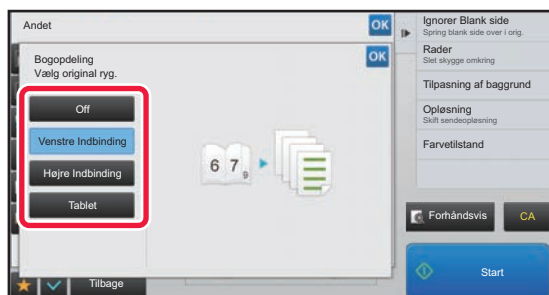 Andet
OK
Bogopdeling
Vælg original ryg.
OK
Off
Venstre Indbinding
Højre Indbinding
Tablet
6 7 9
Tilbage
Ignorer Blank side
Spring blank side over i orig.
Rader
Slet skygge omkring
Tilpasning af baggrund
Opløsning
Skift sendeopløsning
Farvetilstand
Forhåndsvis
CA
Start